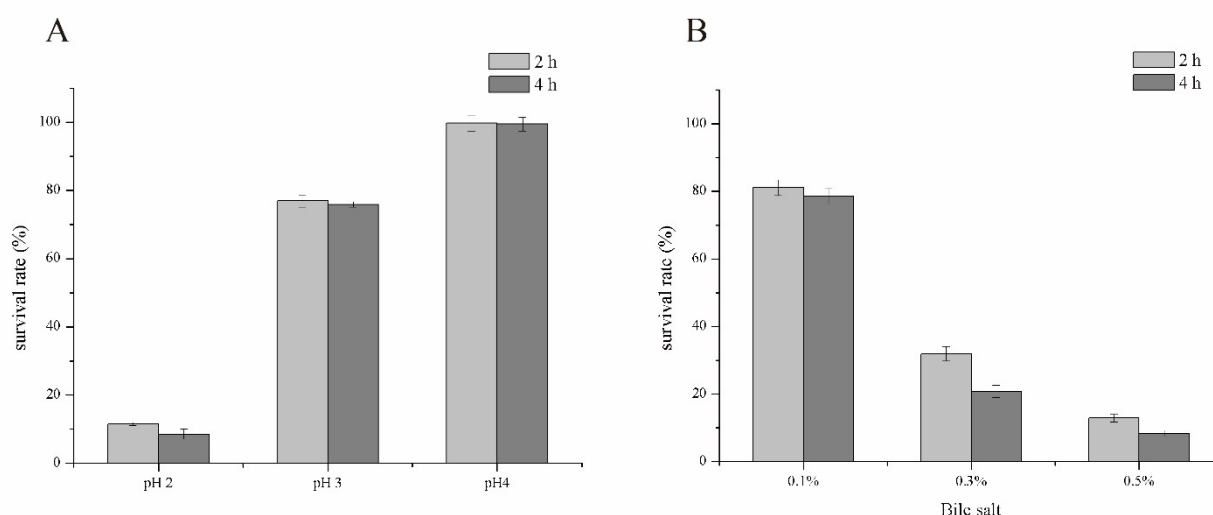 A
2 h
4 h
survival rate (%)
100
80
60
40
20
0
pH 2
pH 3
pH4
B
2 h
4 h
survival rate (%)
100
80
60
40
20
0
0.1%
0.3%
0.5%
Bile salt